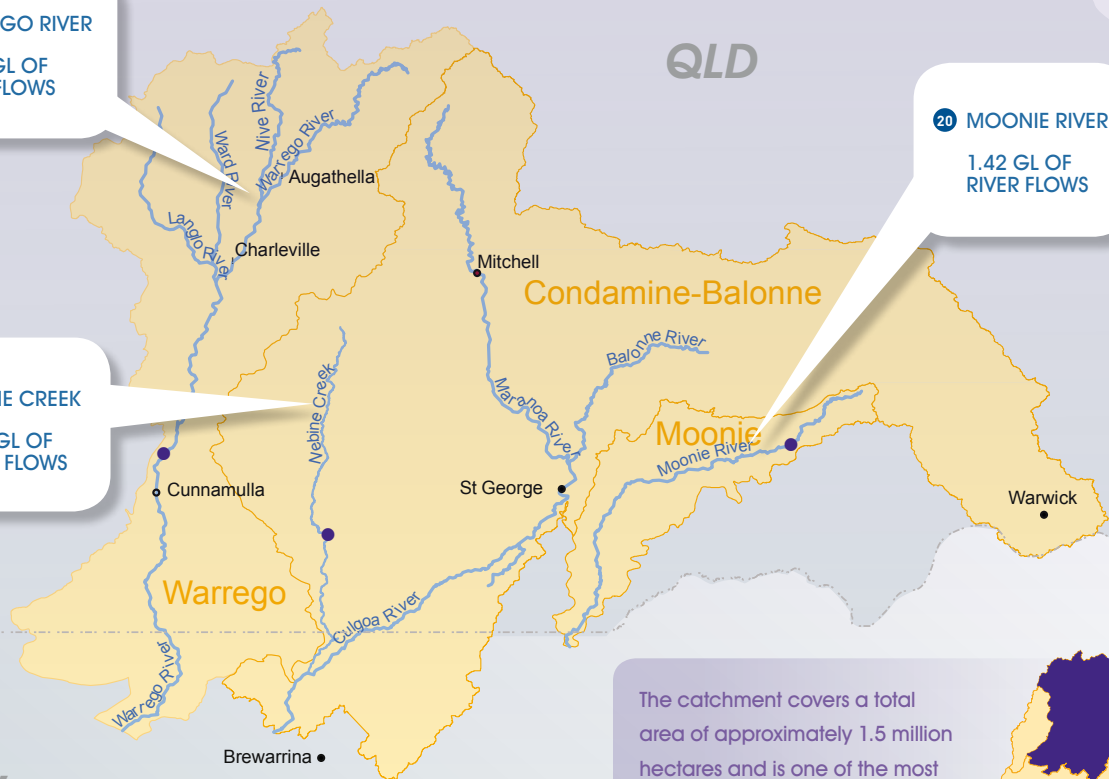 GO RIVER
GL OF
FLOWS
QLD
20 MOONIE RIVER
1.42 GL OF
RIVER FLOWS
Nive River
Ward River
Warrego River
Augathella
Langlo River
Charleville
Mitchell
Condamine-Balonne
Balonne River
E CREEK
GL OF
FLOWS
Nebine Creek
Maranoa River
Moonie
Moonie River
Cunnamulla
St George
Warwick
Warrego
Culgoa River
Warrego River
Brewarrina
The catchment covers a total
area of approximately 1.5 million
hectares and is one of the most